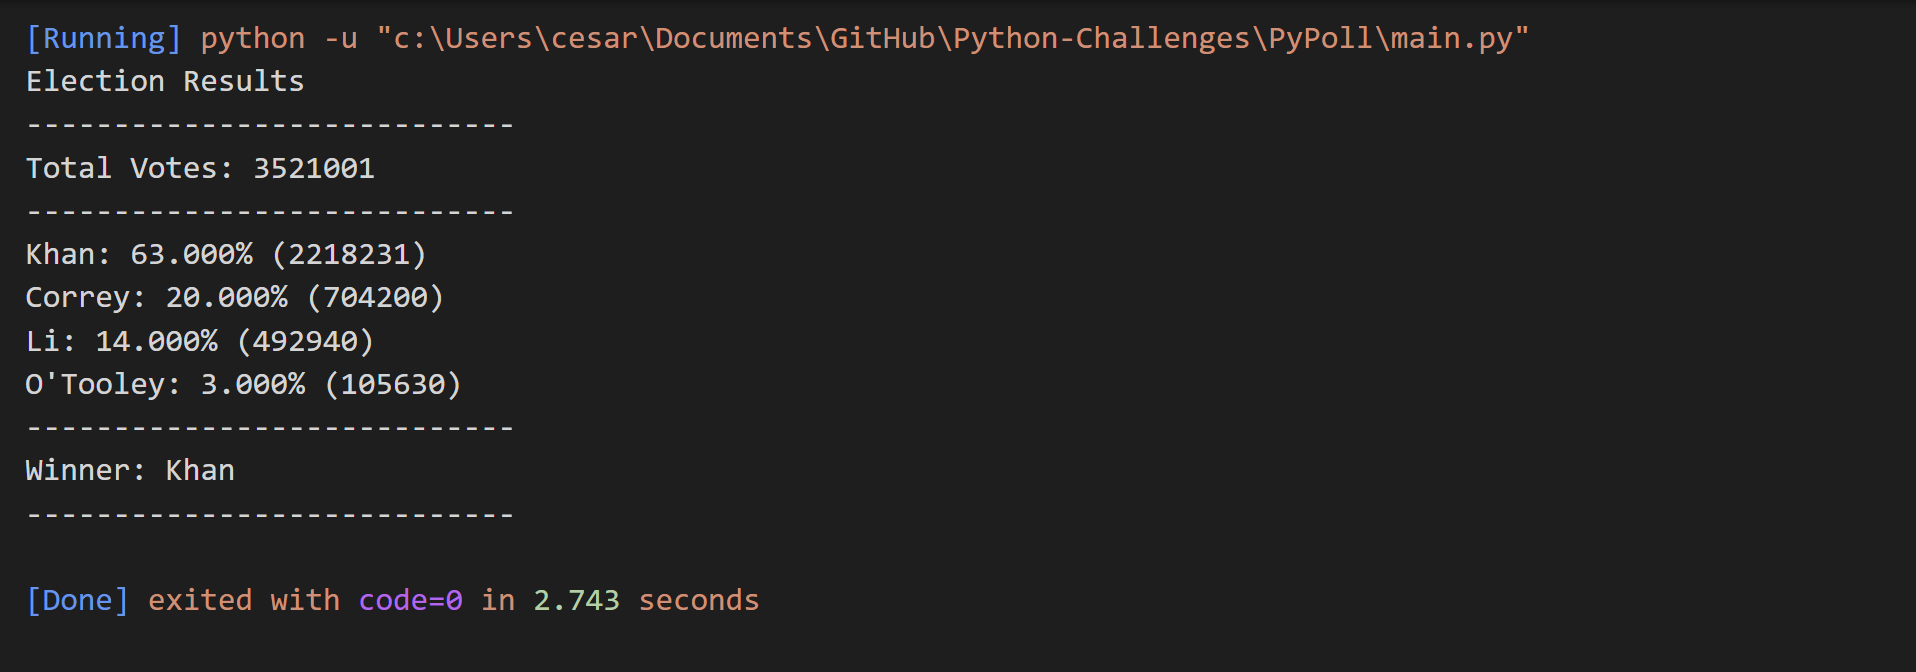 [Running] python -u "c:\Users\cesar\Documents\GitHub\Python-Challenges\PyPoll\main.py"
Election Results
----------------------------
Total Votes: 3521001
----------------------------
Khan: 63.000% (2218231)
Correy: 20.000% (704200)
Li: 14.000% (492940)
O'Tooley: 3.000% (105630)
----------------------------
Winner: Khan
----------------------------
[Done] exited with code=0 in 2.743 seconds